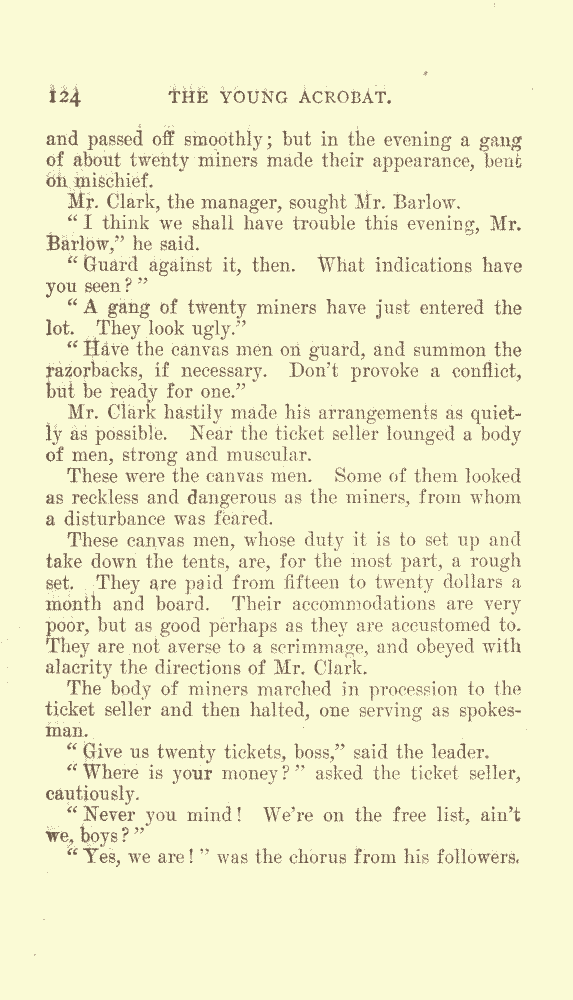 124 THE YOUNG ACROBAT.
and passed off smoothly; but in the evening a gang
of about twenty miners made their appearance, bent
on mischief.
Mr. Clark, the manager, sought Mr. Barlow.
“I think we shall have trouble this evening, Mr.
Barlow,” he said.
“Guard against it, then. What indications have
you seen?”
“A gang of twenty miners have just entered the
lot. They look ugly.”
“Have the canvas men on guard, and summon the
razorbacks, if necessary. Don’t provoke a conflict,
but be ready for one.”
Mr. Clark hastily made his arrangements as quiet-
ly as possible. Near the ticket seller lounged a body
of men, strong and muscular.
These were the canvas men. Some of them looked
as reckless and dangerous as the miners, from whom
a disturbance was feared.
These canvas men, whose duty it is to set up and
take down the tents, are, for the most part, a rough
set. They are paid from fifteen to twenty dollars a
month and board. Their accommodations are very
poor, but as good perhaps as they are accustomed to.
They are not averse to a scrimmage, and obeyed with
alacrity the directions of Mr. Clark.
The body of miners marched in procession to the
ticket seller and then halted, one serving as spokes-
man.
“Give us twenty tickets, boss,” said the leader.
“Where is your money?” asked the ticket seller,
cautiously.
“Never you mind! We’re on the free list, ain’t
we, boys?”
“Yes, we are!” was the chorus from his followers.